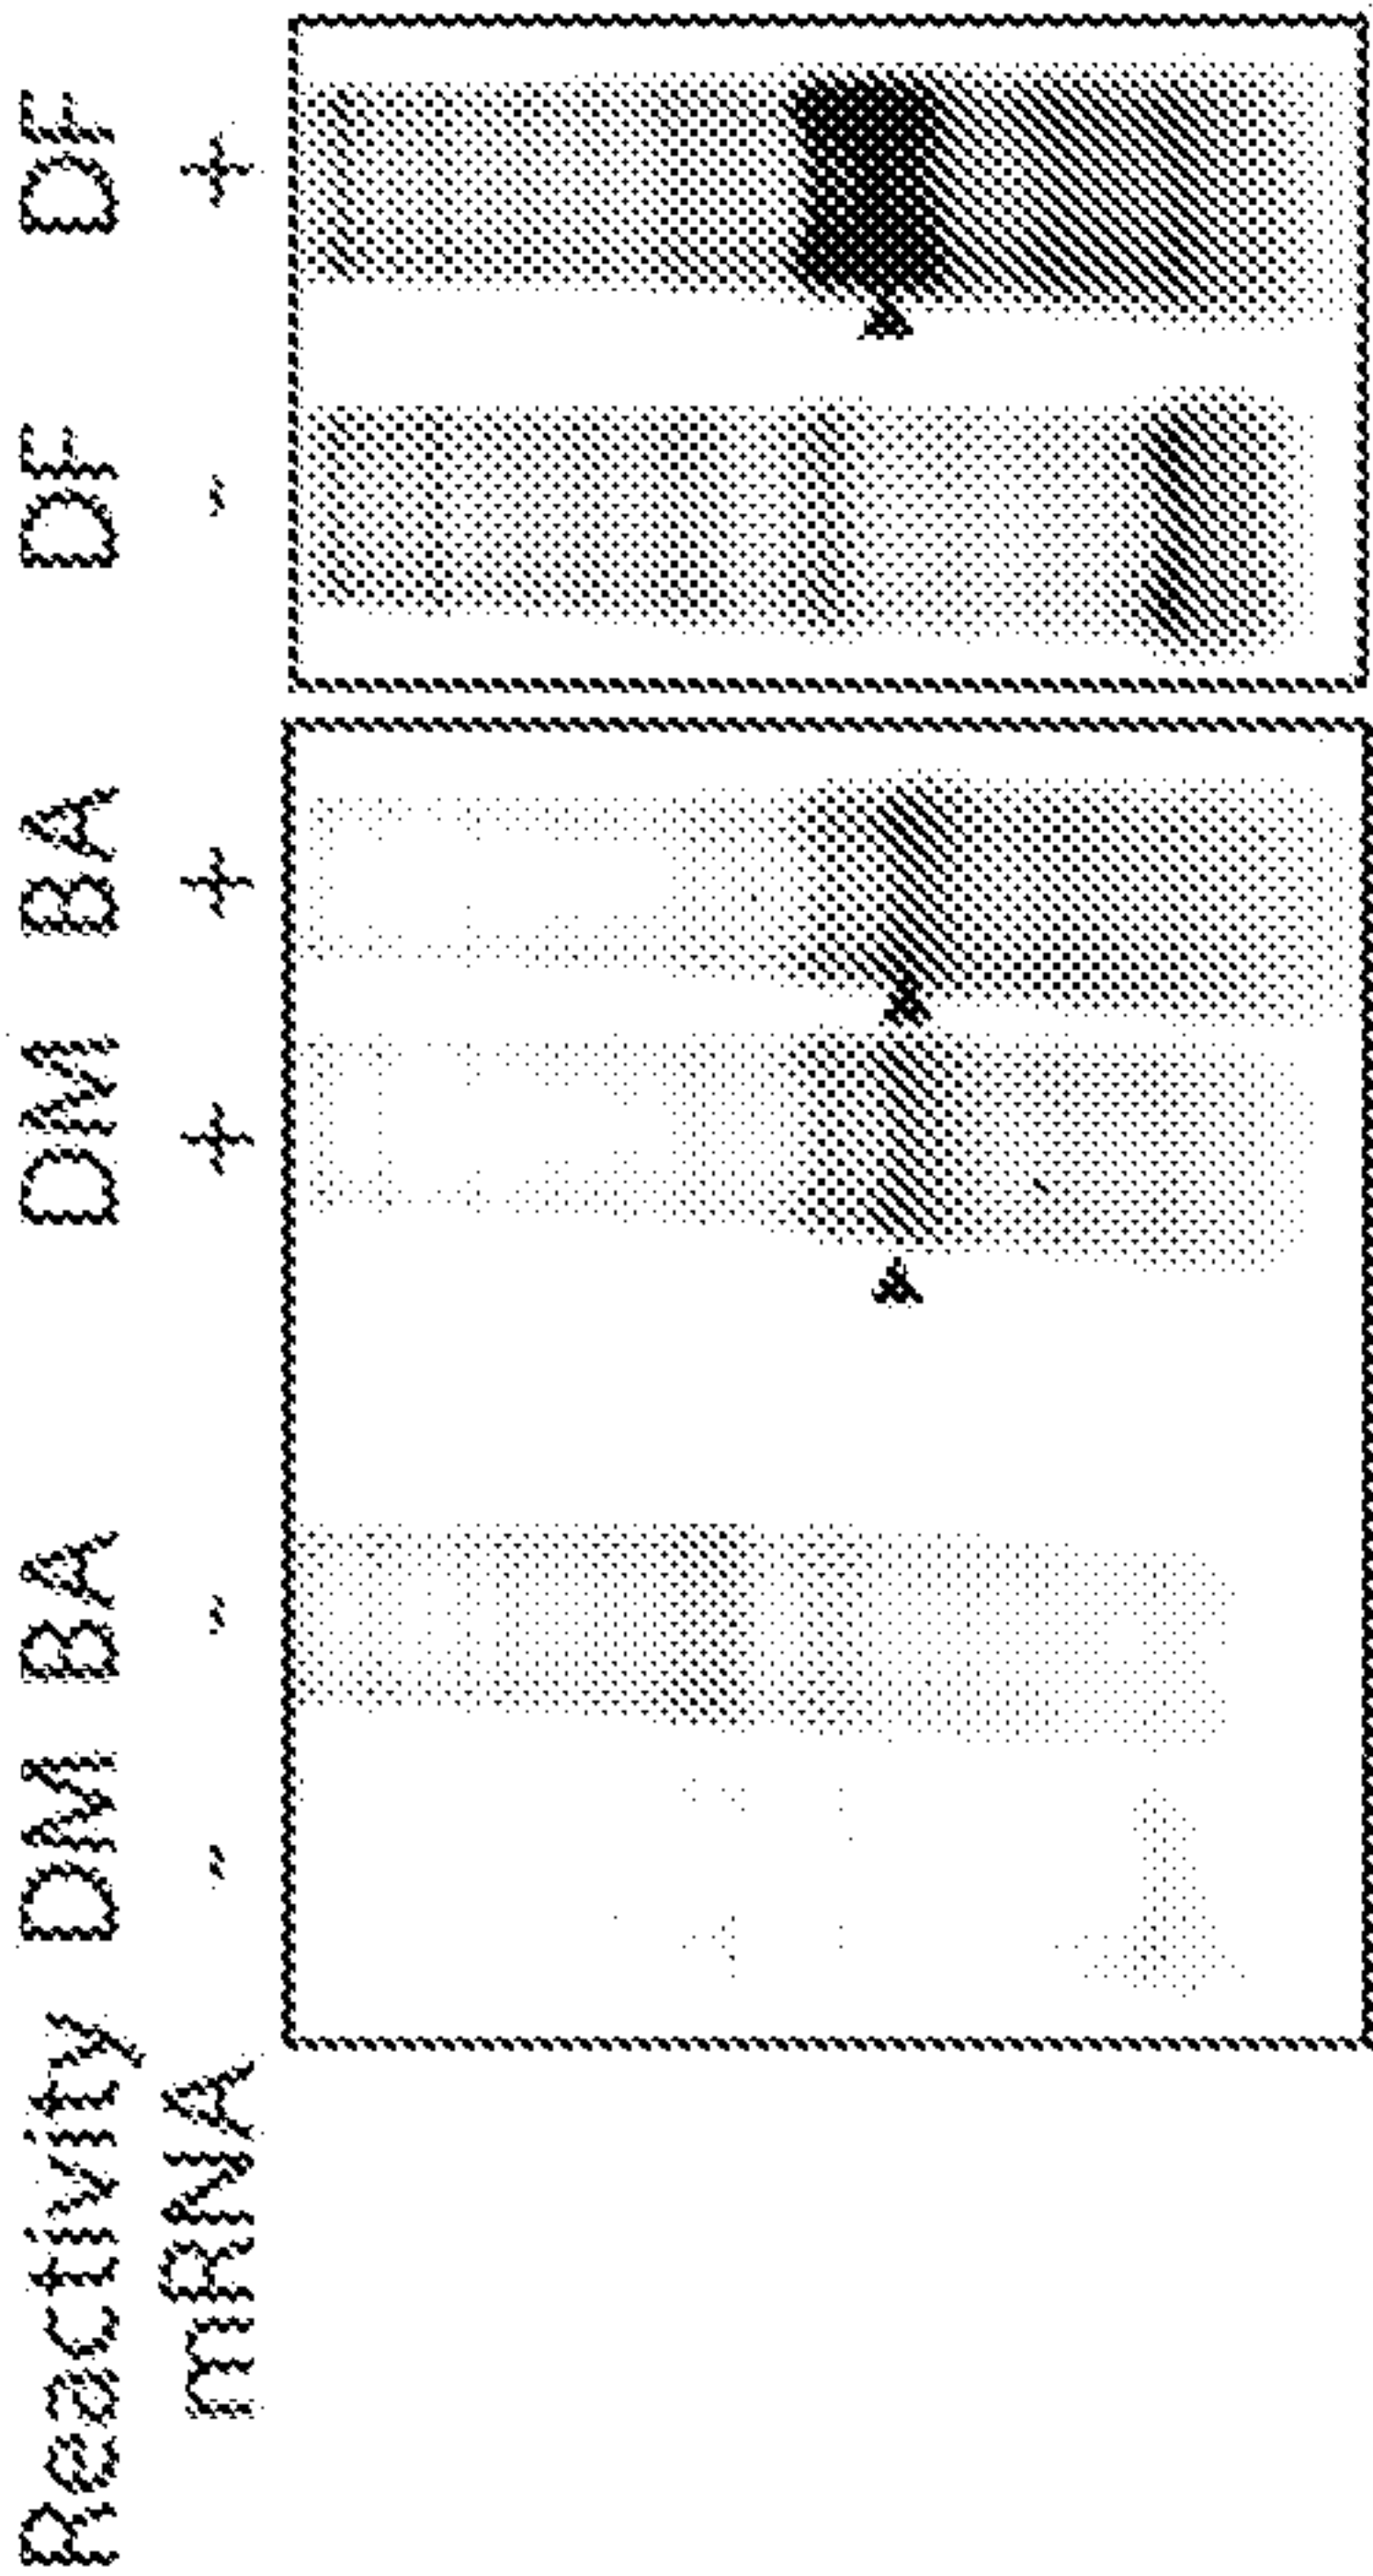 Reactivity DM BA DM BA DF DF
mRNA - - + + - +